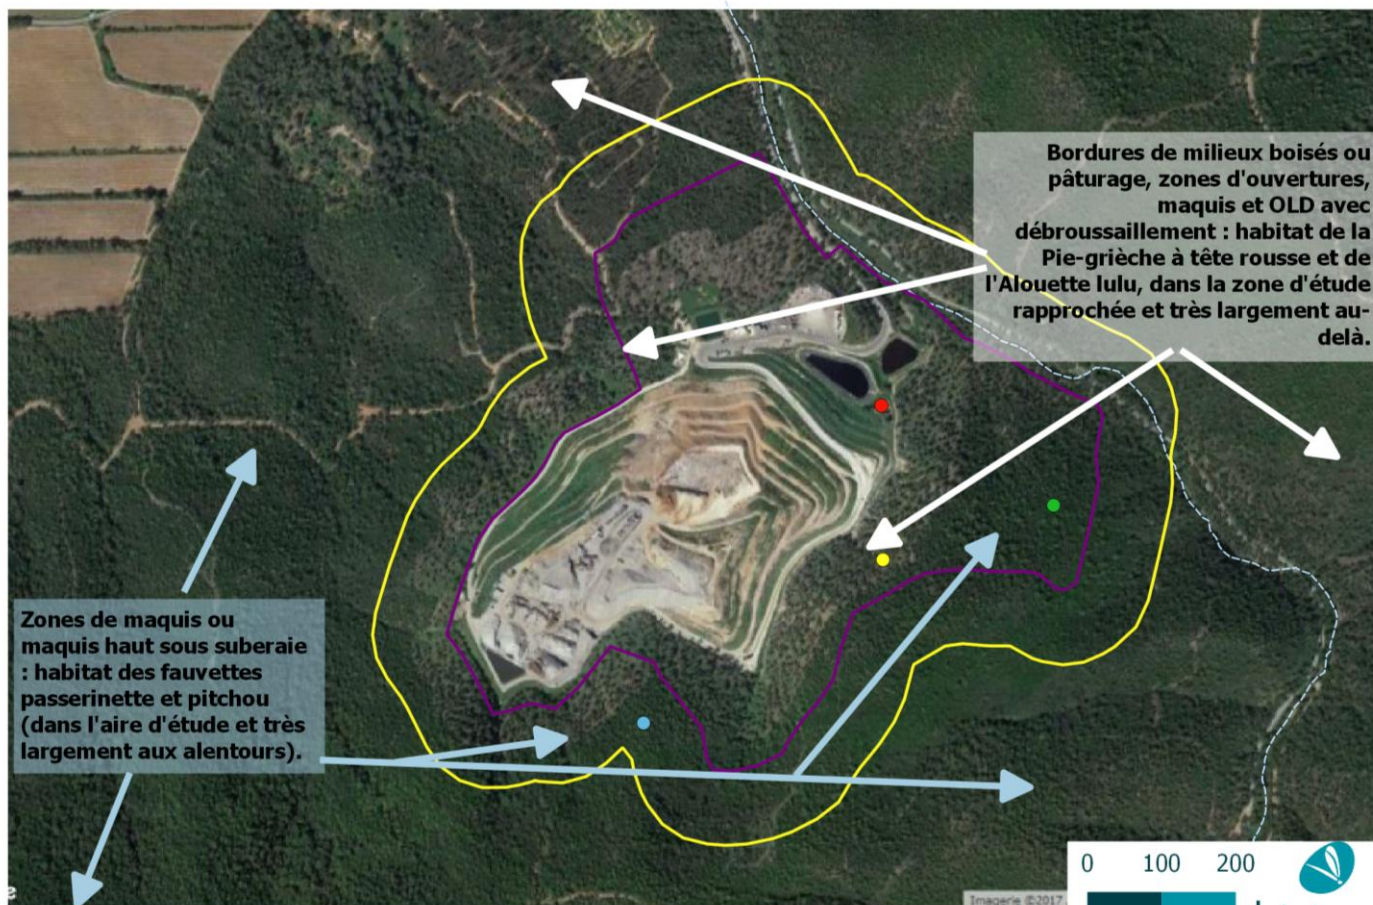 Bordures de milieux boisés ou
pâturage, zones d'ouvertures,
maquis et OLD avec
débroussaillement : habitat de la
Pie-grièche à tête rousse et de
l'Alouette lulu, dans la zone d'étude
rapprochée et très largement au-
delà.
Zones de maquis ou
maquis haut sous suberaie
: habitat des fauvettes
passerinette et pitchou
(dans l'aire d'étude et très
largement aux alentours).
0 100 200
e
Imagerie ©2017